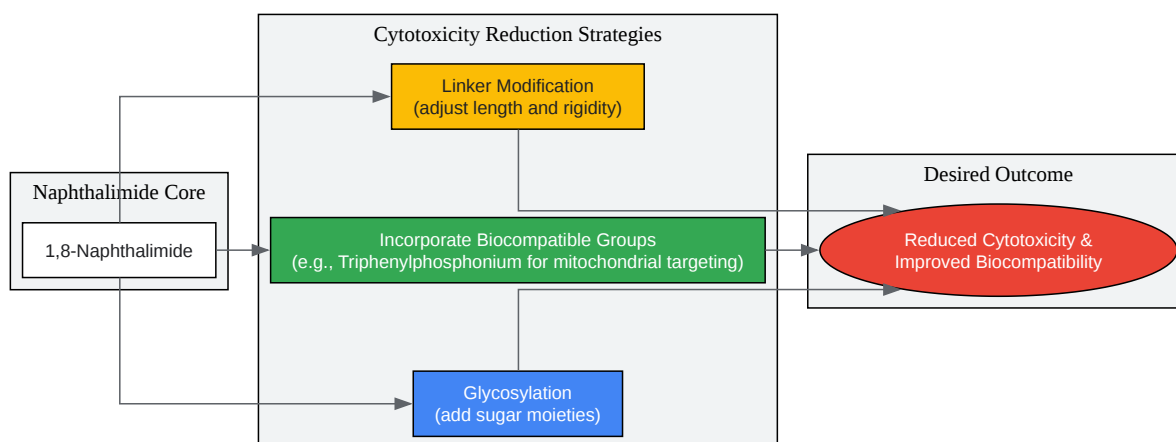 Cytotoxicity Reduction Strategies
Linker Modification
(adjust length and rigidity)
Naphthalimide Core
1,8-Naphthalimide
Incorporate Biocompatible Groups
(e.g., Triphenylphosphonium for mitochondrial targeting)
Desired Outcome
Reduced Cytotoxicity &
Improved Biocompatibility
Glycosylation
(add sugar moieties)